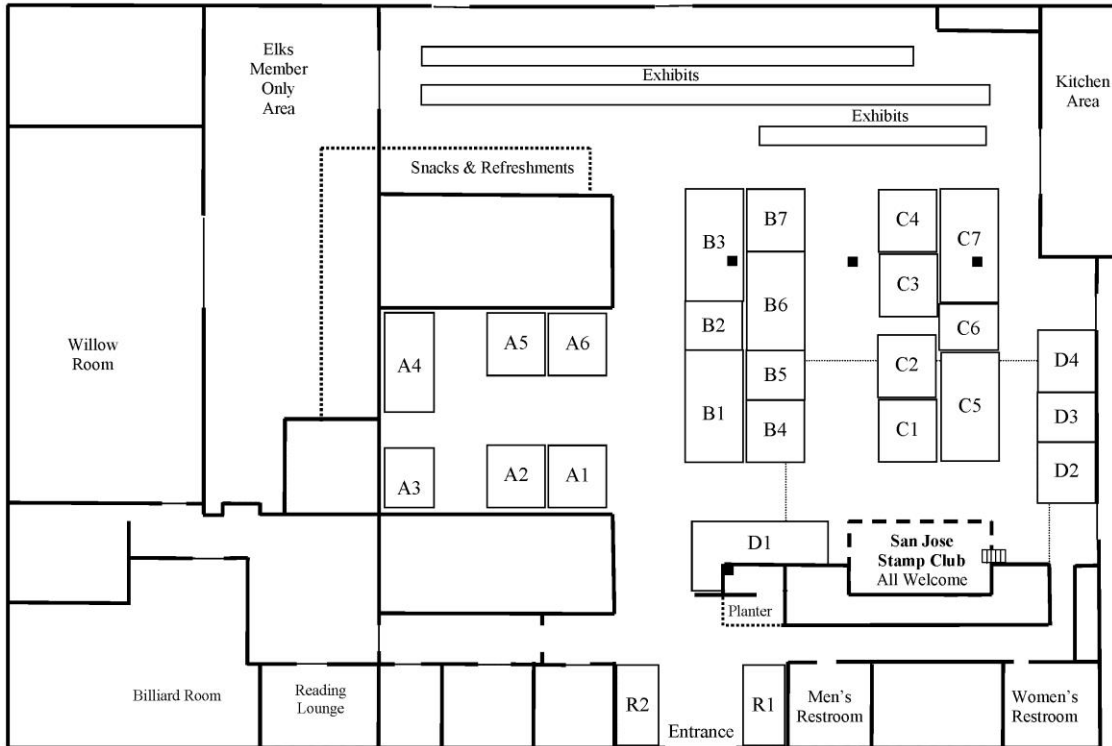 Elks
Member
Only
Area
Exhibits
Kitchen
Area
Exhibits
Snacks & Refreshments
B3
B7
C4
C7
C3
B6
B2
C6
Willow
Room
A4
A5
A6
C2
D4
B5
B1
C5
D3
B4
C1
D2
A3
A2
A1
D1
San Jose
Stamp Club
All Welcome
Planter
Billiard Room
Reading
Lounge
R2
Entrance
R1
Men's
Restroom
Women's
Restroom